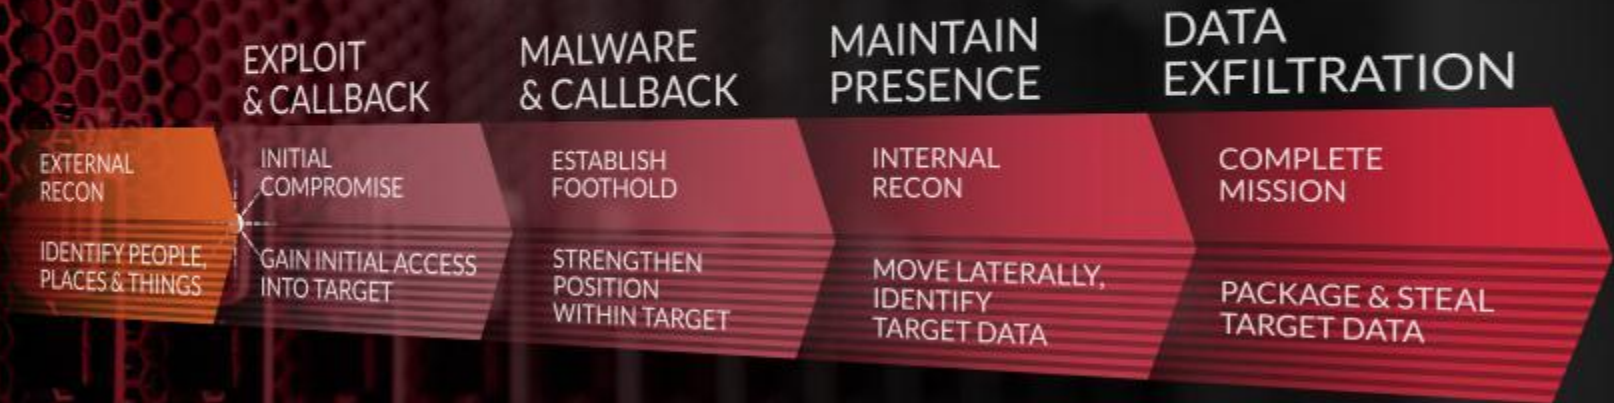 EXTERNAL
RECON
IDENTIFY PEOPLE,
PLACES & THINGS
EXPLOIT
& CALLBACK
INITIAL
COMPROMISE
GAIN INITIAL ACCESS
INTO TARGET
MALWARE
& CALLBACK
ESTABLISH
FOOTHOLD
STRENGTHEN
POSITION
WITHIN TARGET
MAINTAIN
PRESENCE
INTERNAL
RECON
MOVE LATERALLY,
IDENTIFY
TARGET DATA
DATA
EXFILTRATION
COMPLETE
MISSION
PACKAGE & STEAL
TARGET DATA